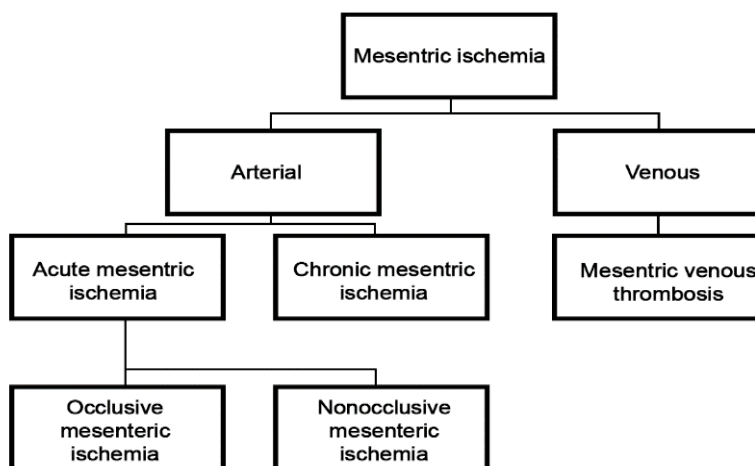 Mesentric ischemia
Arterial
Venous
Acute mesentric
ischemia
Chronic mesentric
ischemia
Mesentric venous
thrombosis
Occlusive
mesenteric
ischemia
Nonocclusive
mesenteric
ischemia